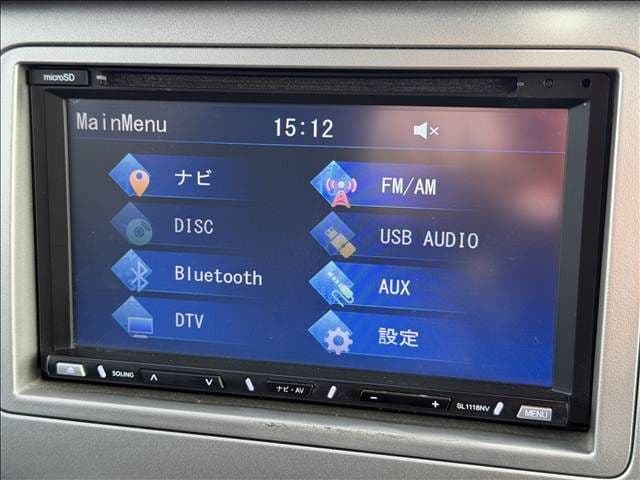 microSD
MainMenu 15:12
ナビ
FM/AM
DISC
USB AUDIO
Bluetooth
AUX
DTV
設定
SOLING ナビ・AV - + SL1118NV MENU